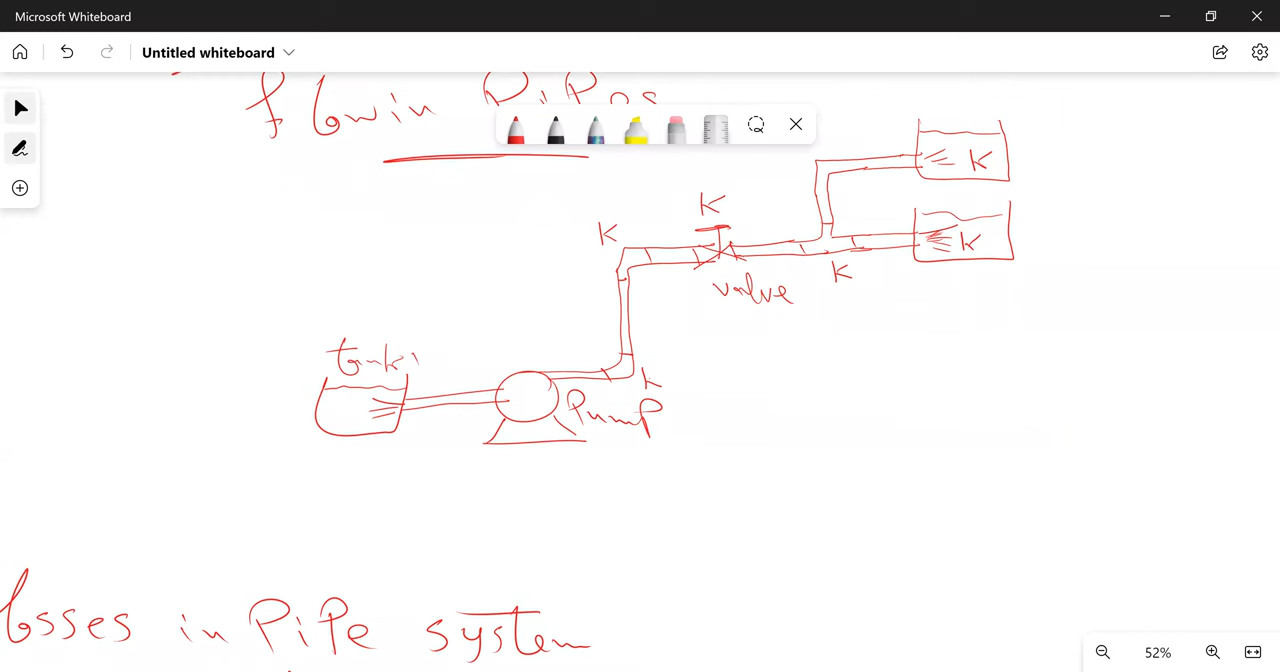 Microsoft Whiteboard
Untitled whiteboard
flow in Pipes
K
K
K
K
valve
K
K
tank
Pump
losses in PiPe system
52%